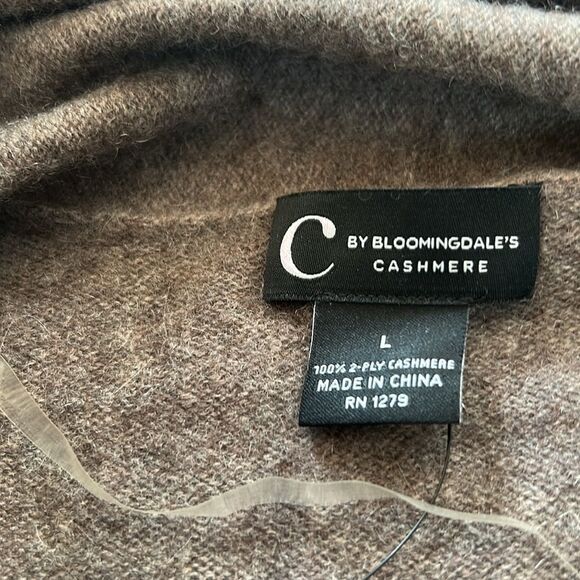 C BY BLOOMINGDALE'S
CASHMERE
L
100% 2-PLY CASHMERE
MADE IN CHINA
RN 1279